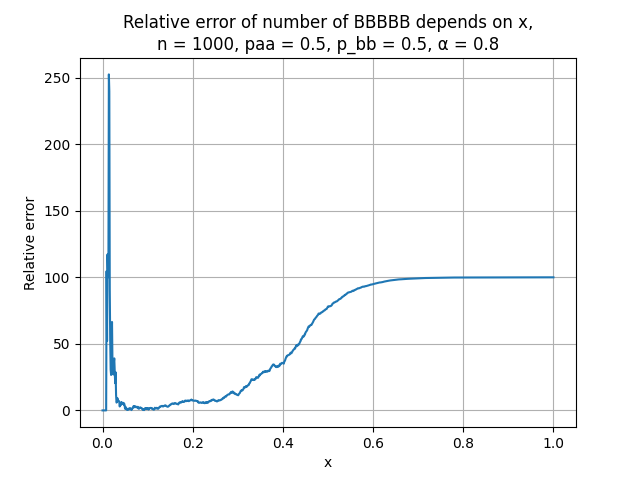 Relative error of number of BBBBB depends on x,
n = 1000, paa = 0.5, p_bb = 0.5, α = 0.8
250
200
150
100
50
0
Relative error
0.0 0.2 0.4 0.6 0.8 1.0
x